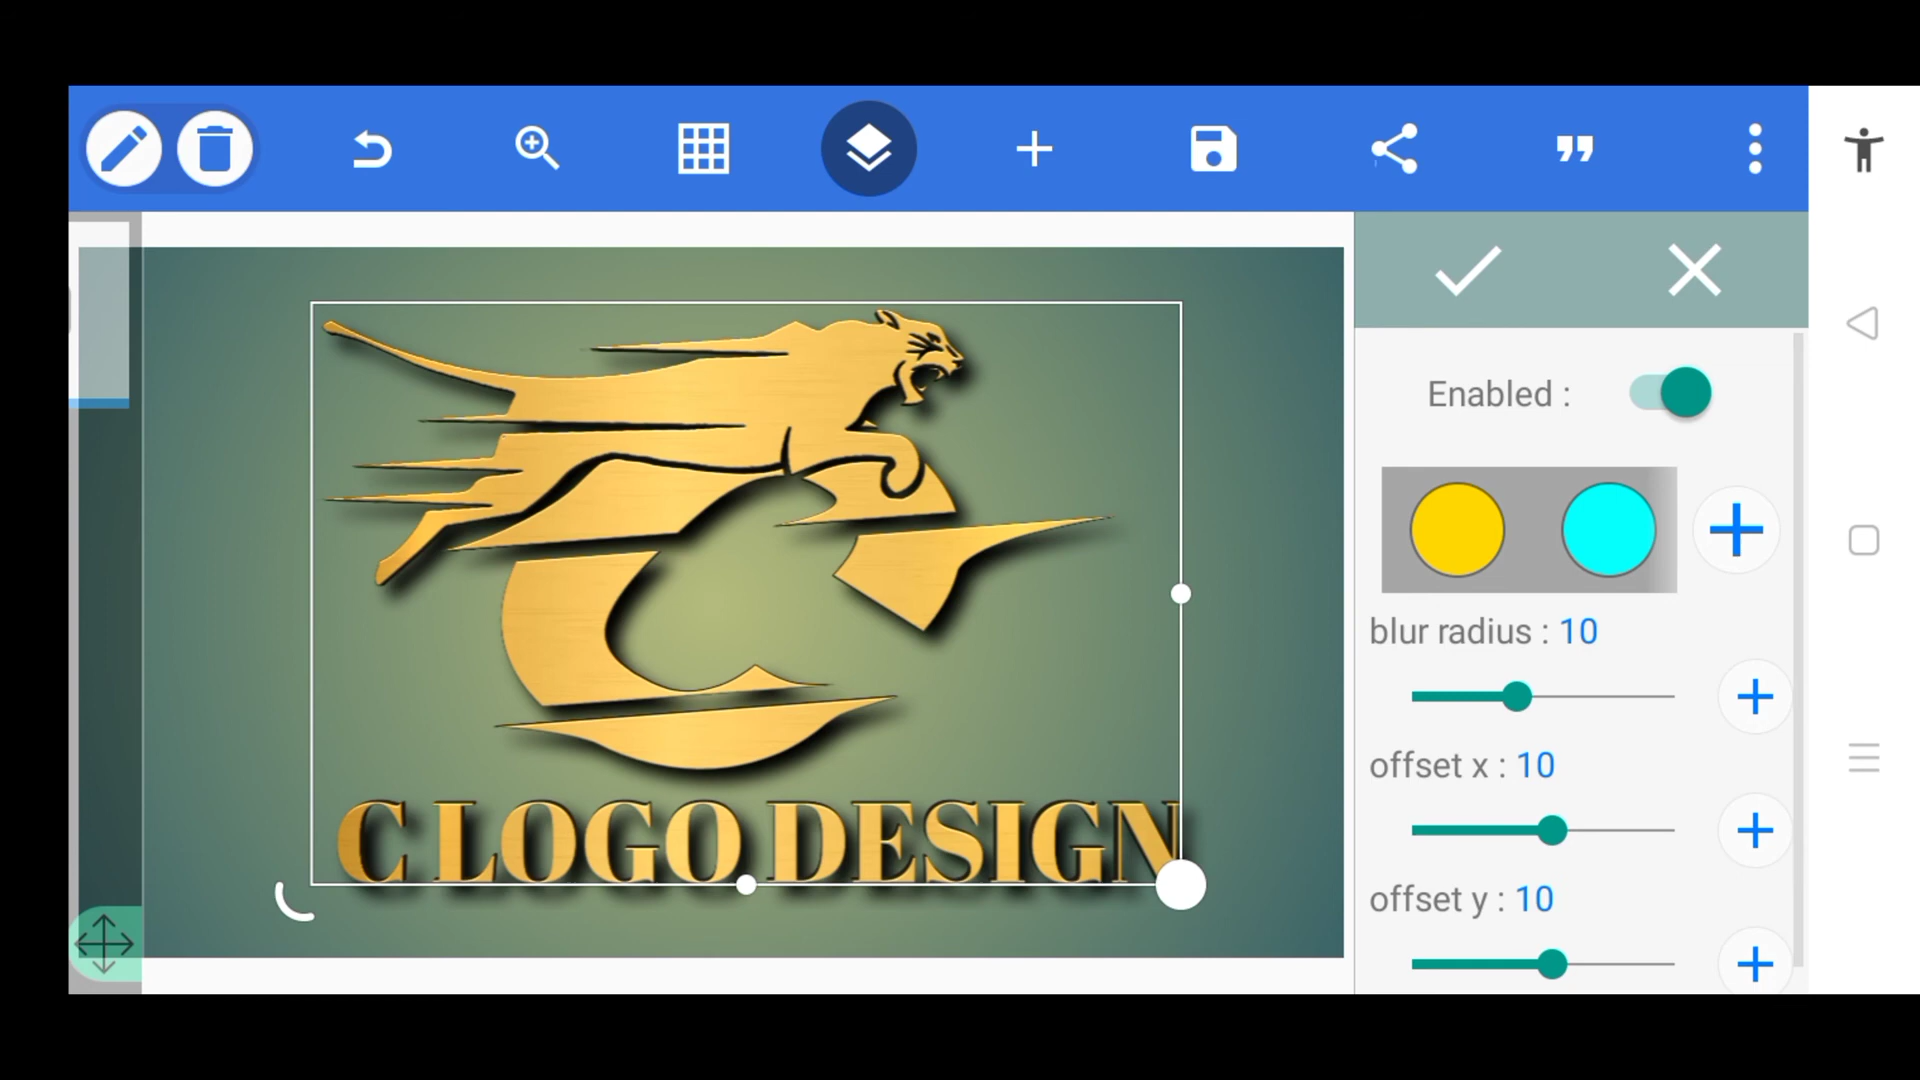 Enabled :
blur radius : 10
offset x : 10
offset y : 10
C LOGO DESIGN